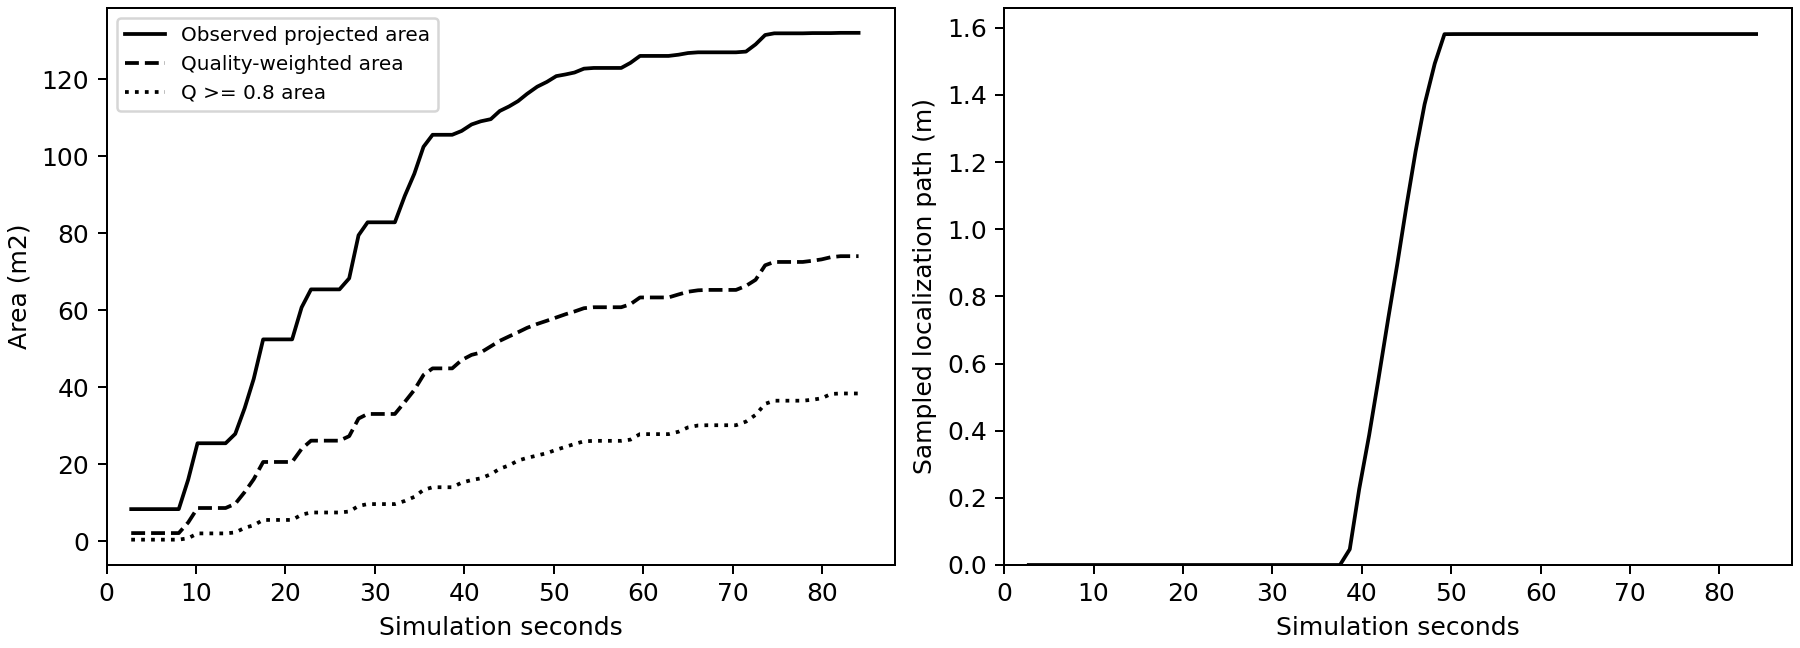 Observed projected area
Quality-weighted area
Q >= 0.8 area
120
100
80
60
40
20
0
Area (m2)
0 10 20 30 40 50 60 70 80
Simulation seconds
1.6
1.4
1.2
1.0
0.8
0.6
0.4
0.2
0.0
Sampled localization path (m)
0 10 20 30 40 50 60 70 80
Simulation seconds